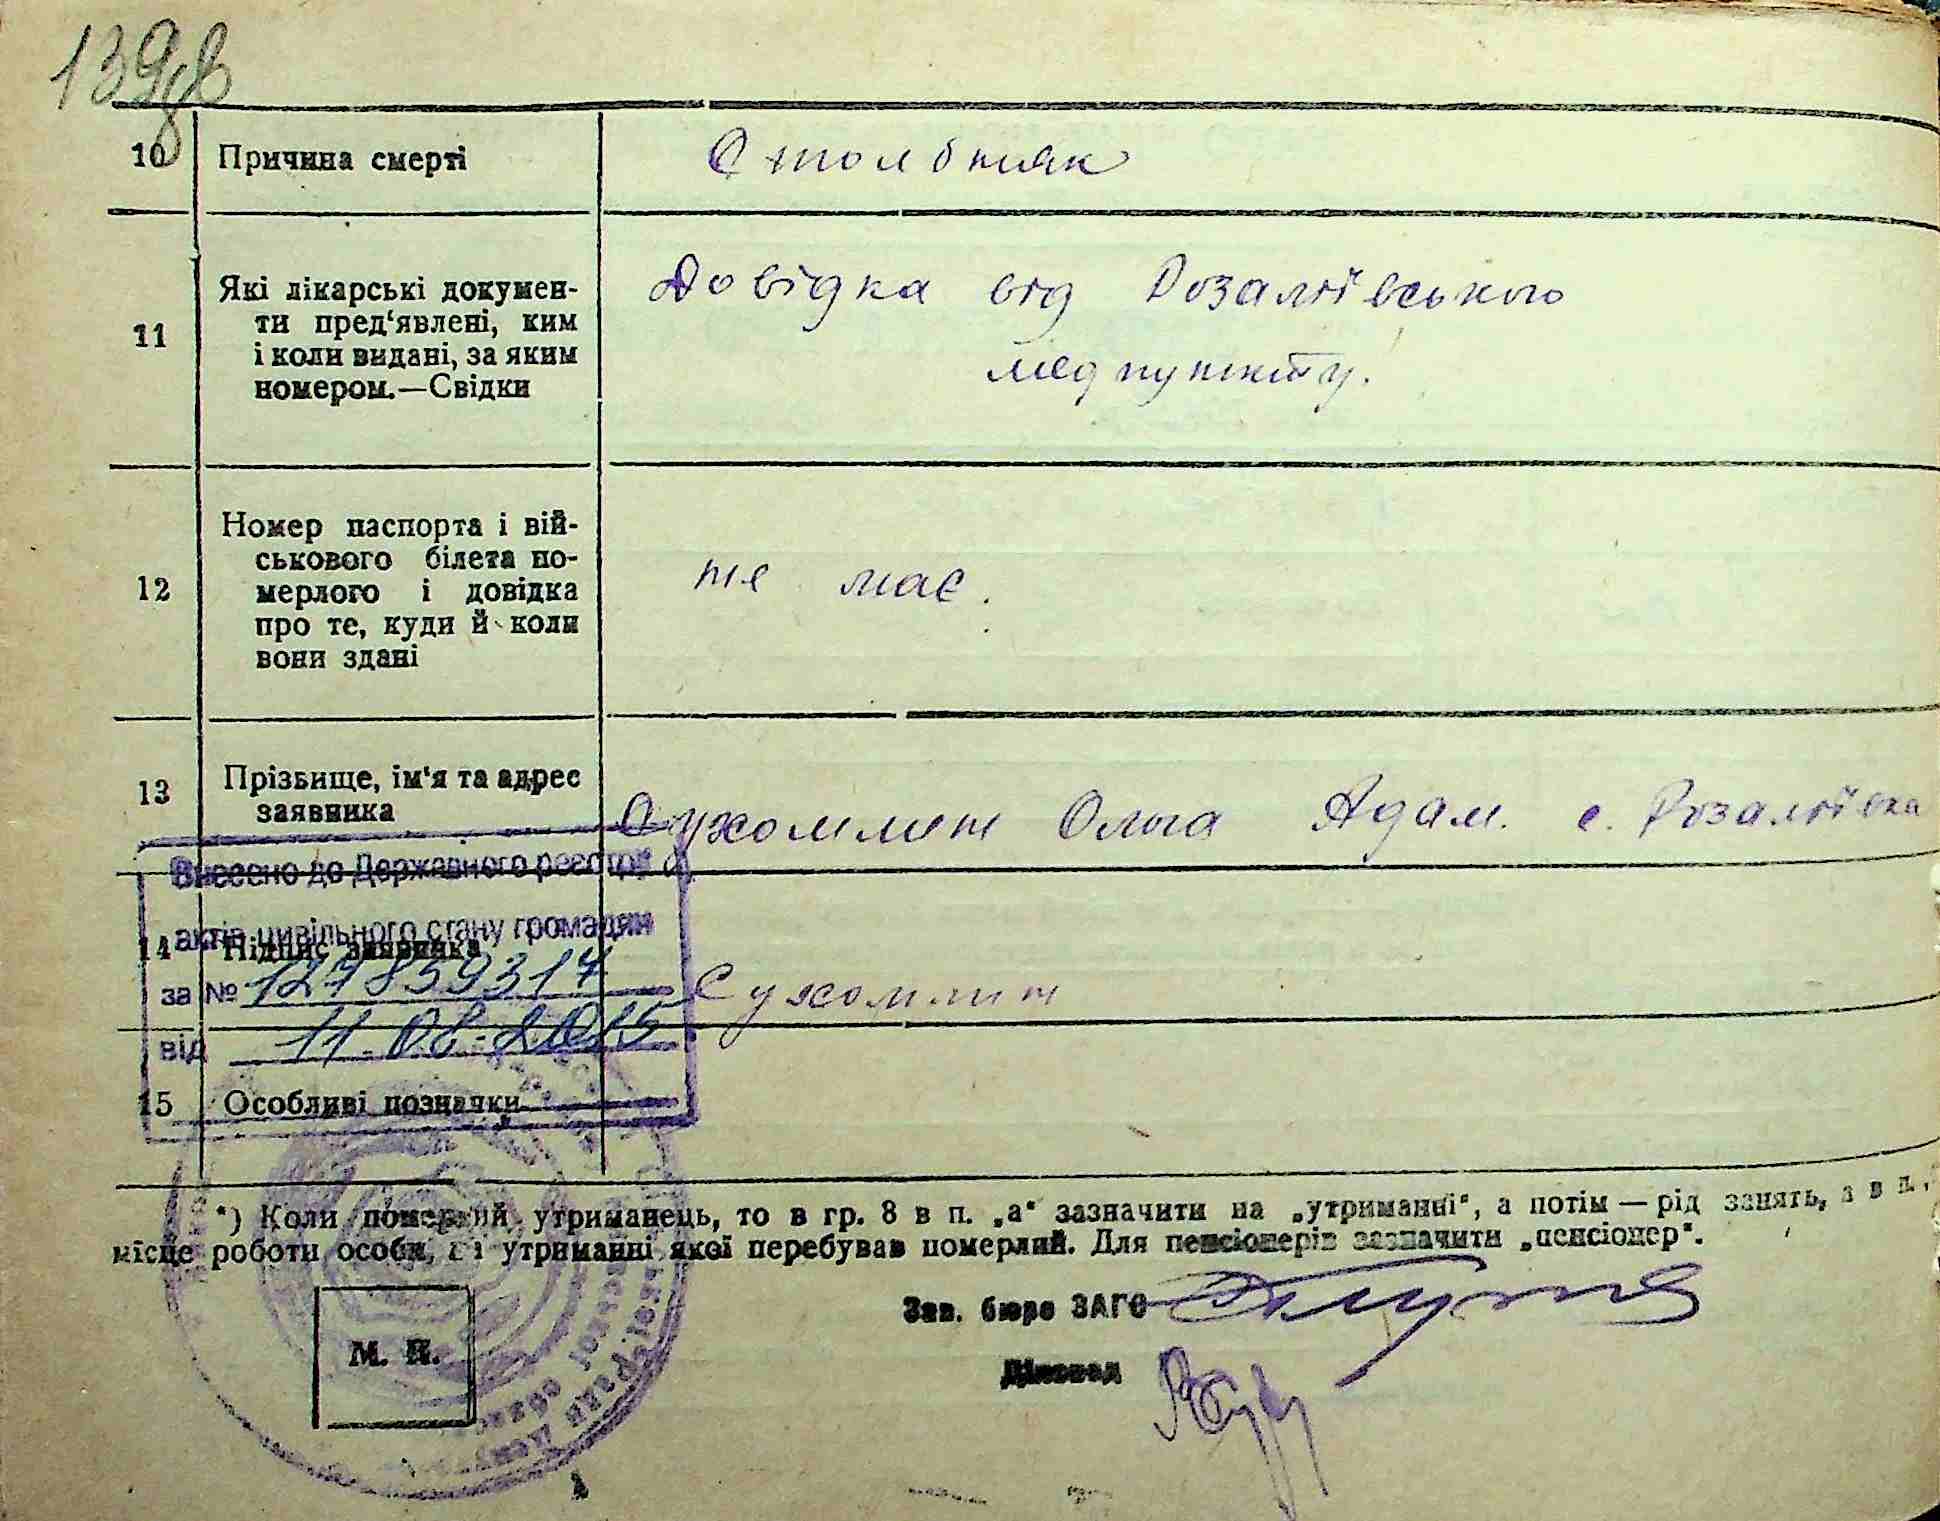 139
10 Причина смерті Столбняк
11 Які лікарські докумен-
ти пред‘явлені, ким
і коли видані, за яким
номером.—Свідки
Довідка від Розаліївського
медпункту.
12 Номер паспорта і вій-
ськового білета по-
мерлого і довідка
про те, куди й коли
вони здані
не має.
13 Прізвище, ім‘я та адрес
заявника
Сухомлин Ольга Адам. с. Розаліївка
Внесено до Державного реєстру
актів цивільного стану громадян
14 Підпис заявника
за № 127859317
Сухомлин
від 11.08.2015
15 Особливі позначки
*) Коли померлий утриманець, то в гр. 8 в п. „а“ зазначити на „утриманні“, а потім — рід занять, а в п.
місце роботи особи, на утриманні якої перебував померлий. Для пенсіонерів зазначити „пенсіонер“.
Зав. бюро ЗАГС
М. П.
Діловод